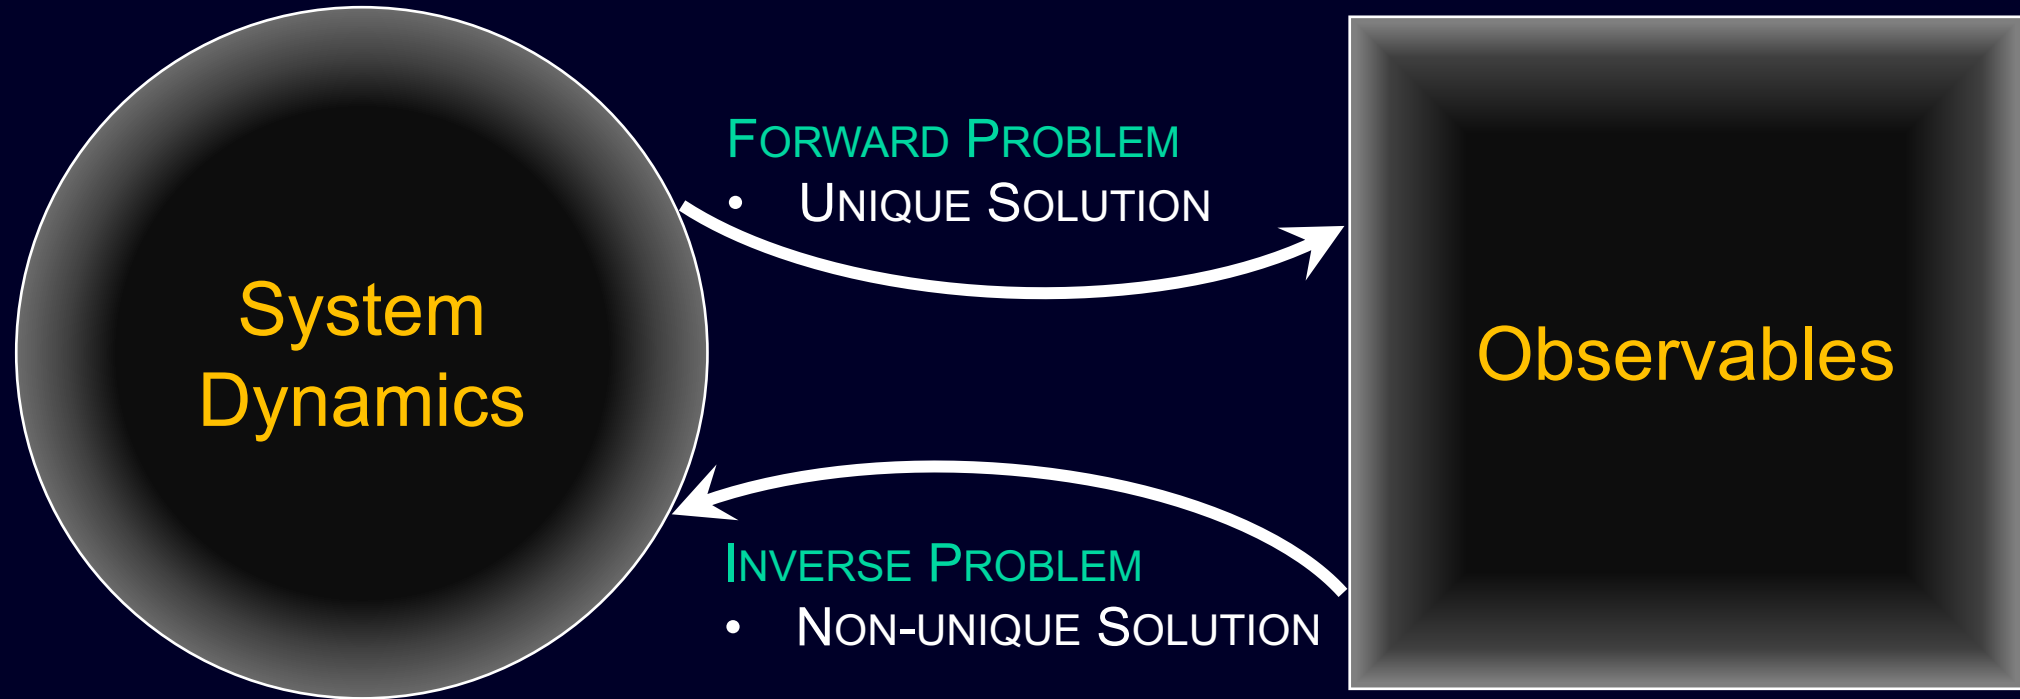 System
Dynamics
FORWARD PROBLEM
• UNIQUE SOLUTION
INVERSE PROBLEM
• NON-UNIQUE SOLUTION
Observables